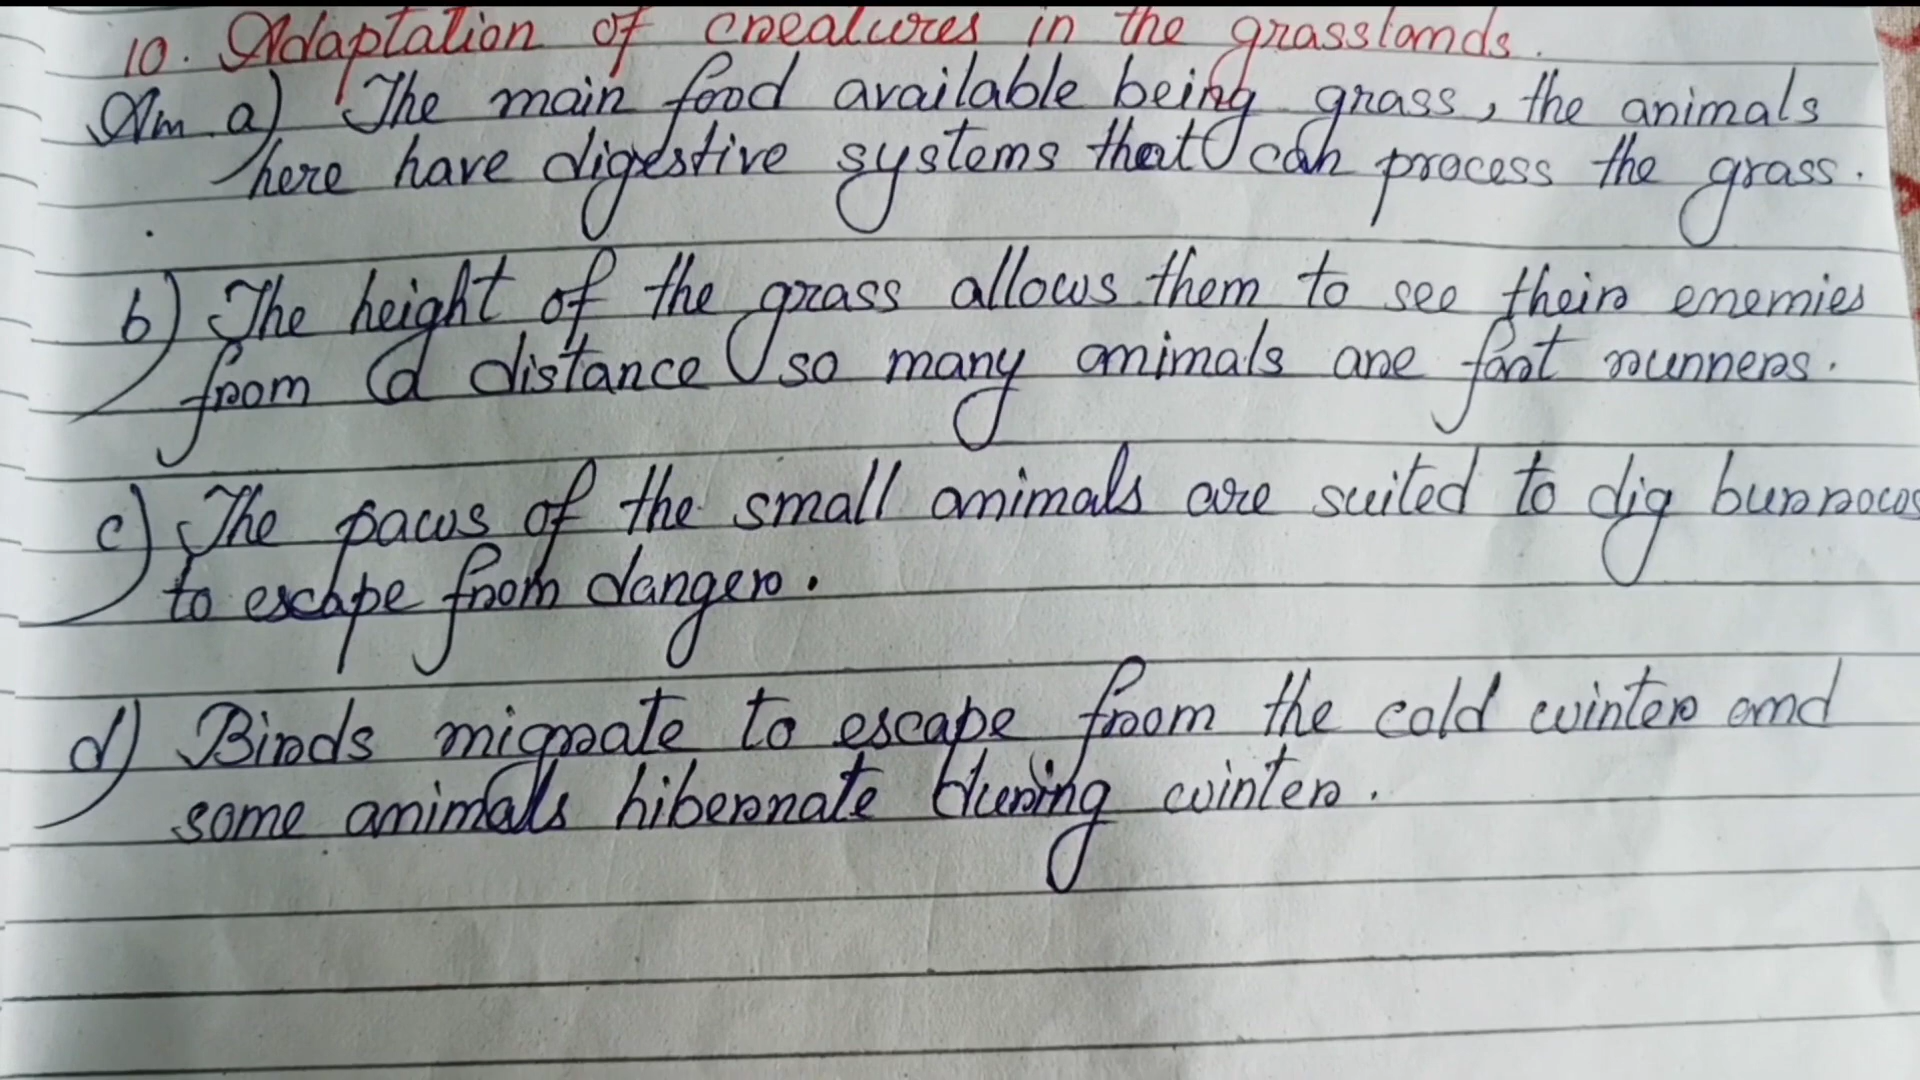 10. Adaptation of creatures in the grasslands.
Ans. a) The main food available being grass, the animals
here have digestive systems that can process the grass.
b) The height of the grass allows them to see their enemies
from a distance so many animals are fast runners.
c) The paws of the small animals are suited to dig burrows
to escape from danger.
d) Birds migrate to escape from the cold winter and
some animals hibernate during winter.